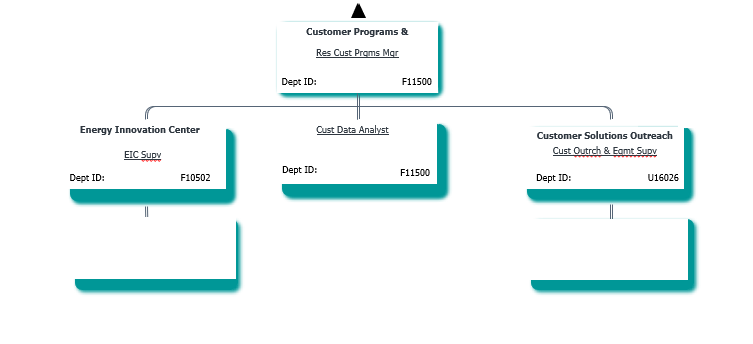 Customer Programs &
Res Cust Prgms Mgr
Dept ID: F11500
Energy Innovation Center
EIC Supv
Dept ID: F10502
Cust Data Analyst
Dept ID: F11500
Customer Solutions Outreach
Cust Outrch & Egmt Supv
Dept ID: U16026